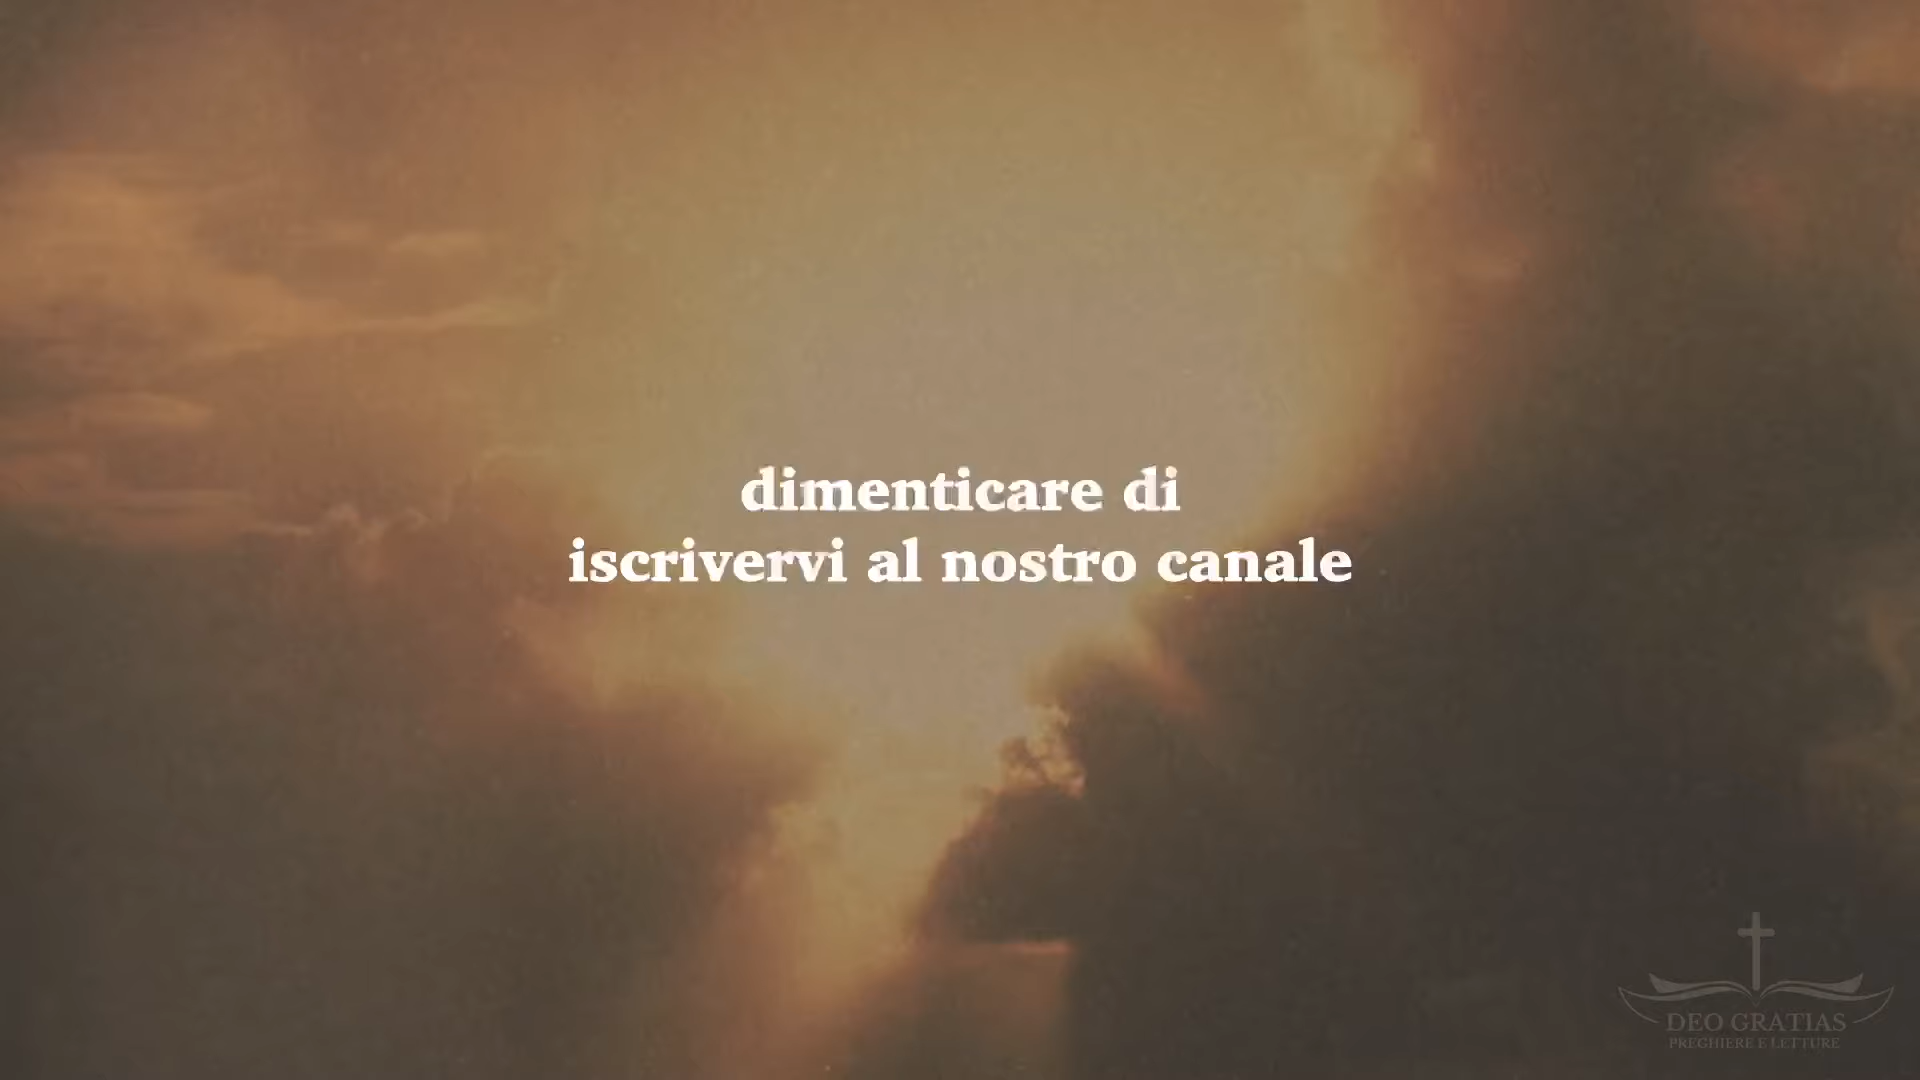 dimenticare di
iscrivervi al nostro canale
DEO GRATIAS
PREGHIERE E LETTURE